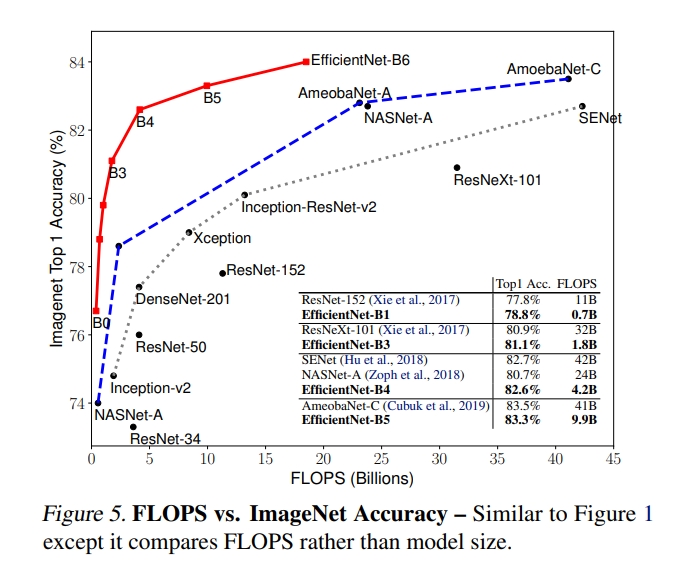 Imagenet Top 1 Accuracy (%)
84
82
80
78
76
74
EfficientNet-B6
AmoebaNet-C
AmeobaNet-A
B5
NASNet-A
SENet
B4
B3
ResNeXt-101
Inception-ResNet-v2
Xception
ResNet-152
DenseNet-201
B0
ResNet-50
Inception-v2
NASNet-A
ResNet-34
Top1 Acc. FLOPS
ResNet-152 (Xie et al., 2017) 77.8% 11B
EfficientNet-B1 78.8% 0.7B
ResNeXt-101 (Xie et al., 2017) 80.9% 32B
EfficientNet-B3 81.1% 1.8B
SENet (Hu et al., 2018) 82.7% 42B
NASNet-A (Zoph et al., 2018) 80.7% 24B
EfficientNet-B4 82.6% 4.2B
AmeobaNet-C (Cubuk et al., 2019) 83.5% 41B
EfficientNet-B5 83.3% 9.9B
0 5 10 15 20 25 30 35 40 45
FLOPS (Billions)
Figure 5. FLOPS vs. ImageNet Accuracy – Similar to Figure 1
except it compares FLOPS rather than model size.